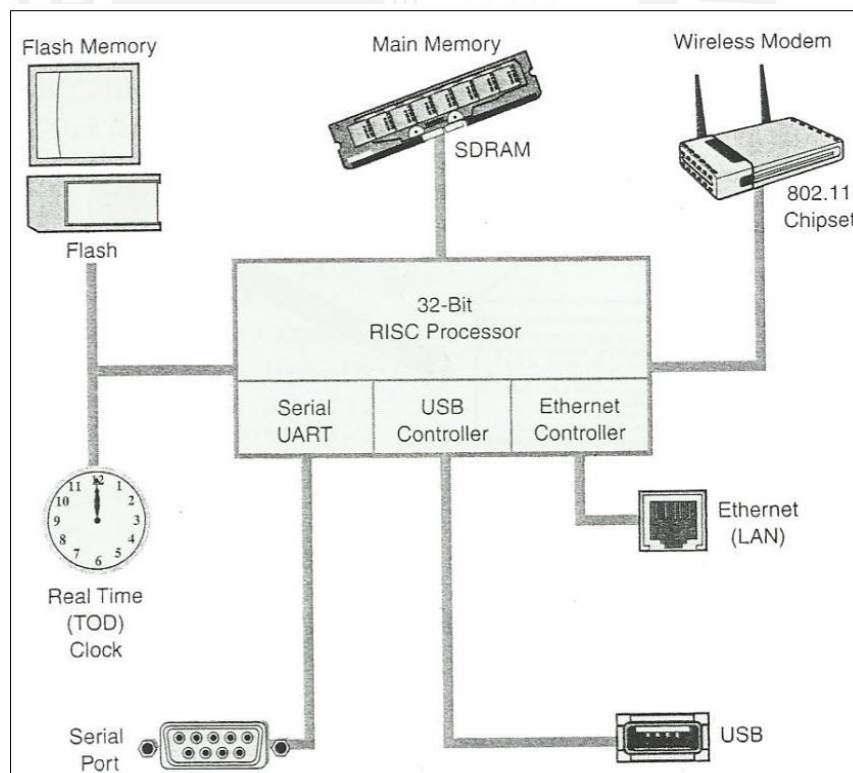 Flash Memory
Main Memory
Wireless Modem
SDRAM
802.11
Chipset
Flash
32-Bit
RISC Processor
Serial
UART
USB
Controller
Ethernet
Controller
12
1
2
3
4
5
6
7
8
9
10
11
Ethernet
(LAN)
Real Time
(TOD)
Clock
Serial
Port
USB